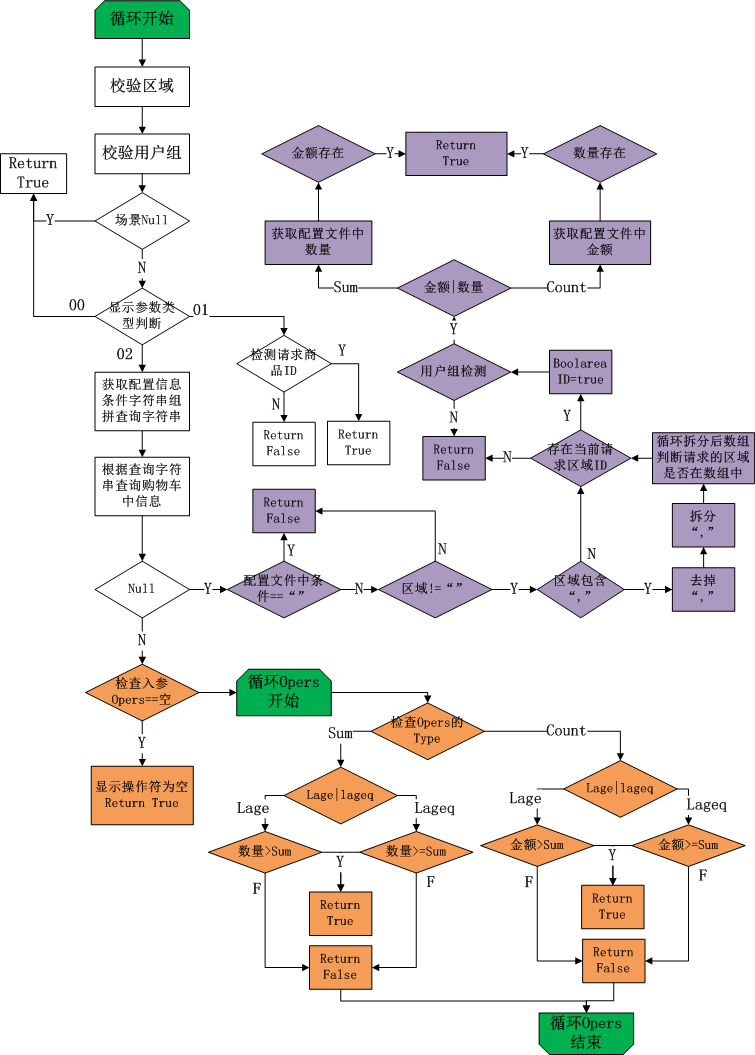 循环开始
校验区域
校验用户组
Return
True
场景Null
Y
N
00
显示参数类
型判断
01
02
检测请求商
品ID
Y
N
Return
False
Return
True
获取配置信息
条件字符串组
拼查询字符串
根据查询字符
串查询购物车
中信息
Null
Y
N
金额存在
Y
Return
True
Y
数量存在
获取配置文件中
数量
获取配置文件中
金额
Sum
金额|数量
Count
Y
用户组检测
Boolarea
ID=true
N
Y
Return
False
N
存在当前请
求区域ID
循环拆分后数组
判断请求的区域
是否在数组中
拆分
“,”
去掉
“,”
Return
False
Y
N
N
配置文件中条
件==“”
N
区域!=“”
Y
区域包含
“,”
Y
检查入参
Opers==空
循环Opers
开始
Y
显示操作符为空
Return True
检查Opers的
Type
Sum
Count
Lage|lageq
Lage|lageq
Lage
Lageq
Lage
Lageq
数量>Sum
Y
数量>=Sum
金额>Sum
Y
金额>=Sum
F
F
F
F
Return
True
Return
True
Return
False
Return
False
循环Opers
结束